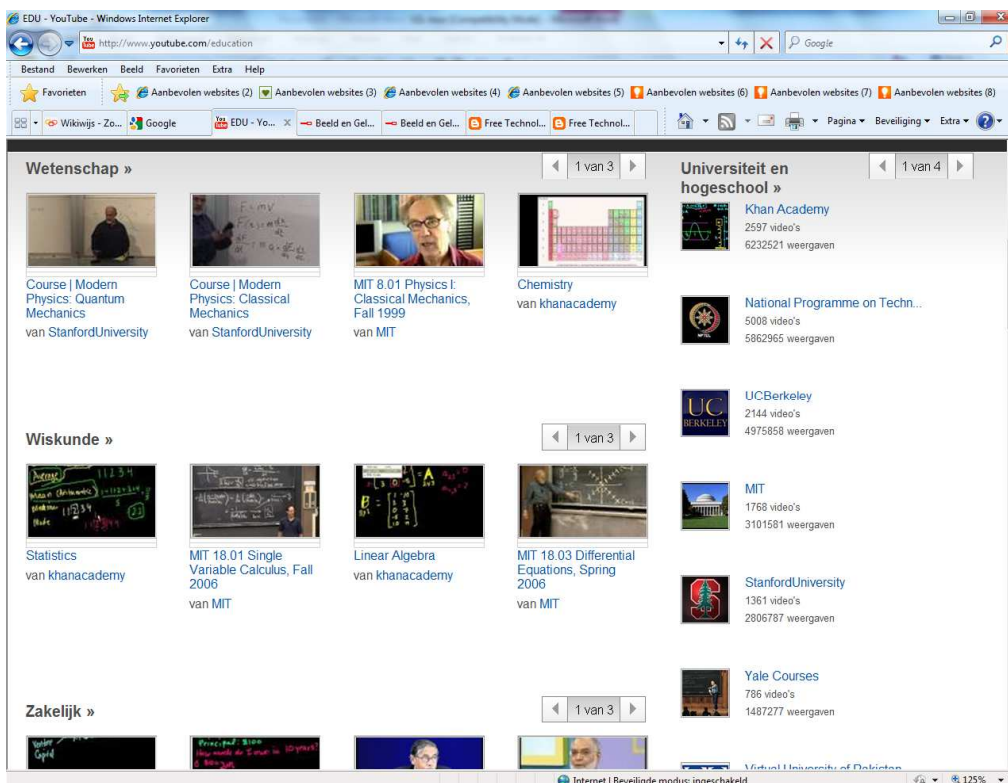 EDU - YouTube - Windows Internet Explorer
http://www.youtube.com/education
Google
Bestand Bewerken Beeld Favorieten Extra Help
Favorieten Aanbevolen websites (2) Aanbevolen websites (3) Aanbevolen websites (4) Aanbevolen websites (5) Aanbevolen websites (6) Aanbevolen websites (7) Aanbevolen websites (8)
Wikiwijs - Zo... Google EDU - Yo... Beeld en Gel... Beeld en Gel... Free Technol... Free Technol... Pagina Beveiliging Extra
Wetenschap »
1 van 3
Course | Modern
Physics: Quantum
Mechanics
van StanfordUniversity
Course | Modern
Physics: Classical
Mechanics
van StanfordUniversity
MIT 8.01 Physics I:
Classical Mechanics,
Fall 1999
van MIT
Chemistry
van khanacademy
Wiskunde »
1 van 3
Statistics
van khanacademy
MIT 18.01 Single
Variable Calculus, Fall
2006
van MIT
Linear Algebra
van khanacademy
MIT 18.03 Differential
Equations, Spring
2006
van MIT
Zakelijk »
1 van 3
Universiteit en
hogeschool »
1 van 4
Khan Academy
2597 video's
6232521 weergaven
National Programme on Techn...
5008 video's
5862965 weergaven
UC
BERKELEY
UCBerkeley
2144 video's
4975858 weergaven
MIT
1768 video's
3101581 weergaven
StanfordUniversity
1361 video's
2806787 weergaven
Yale Courses
786 video's
1487277 weergaven
Virtual University of Pakistan
Internet | Beveiligde modus: ingeschakeld
125%